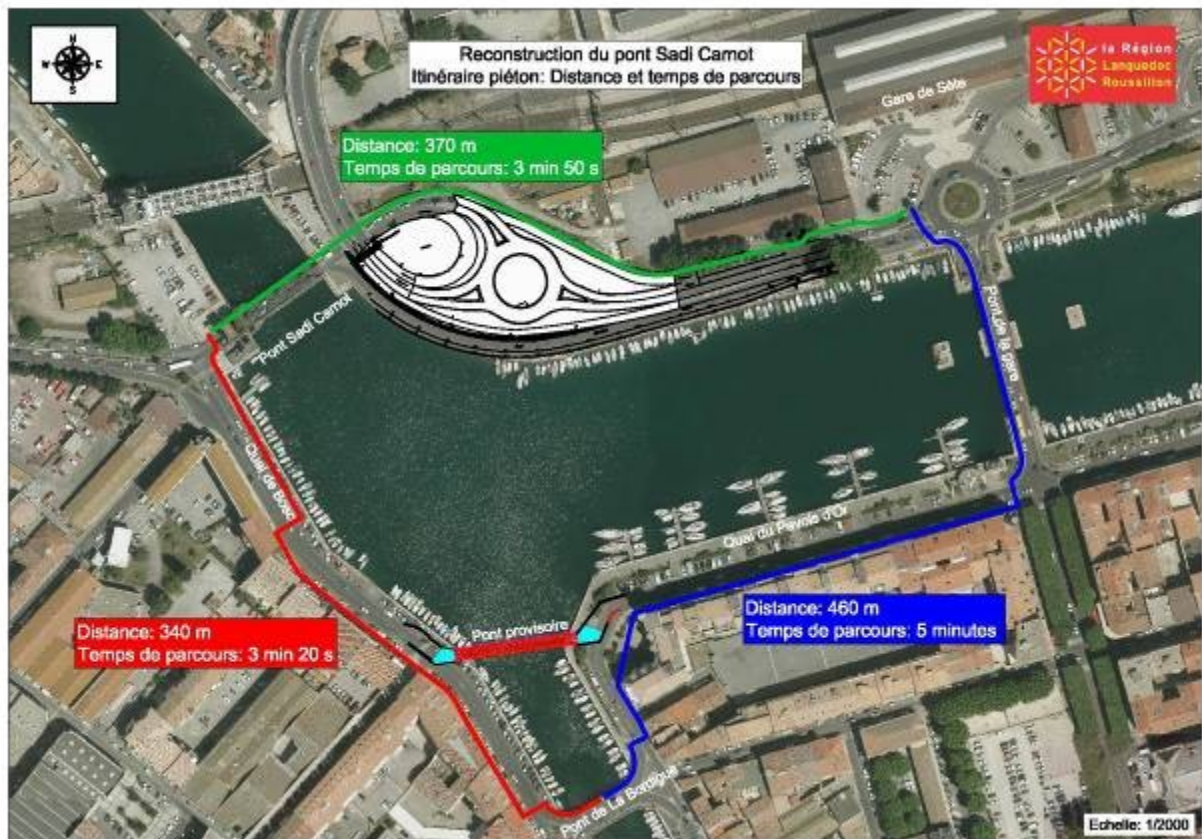 Reconstruction du pont Sadi Carnot
Itinéraire piéton: Distance et temps de parcours
la Région
Languedoc
Roussillon
N
W
E
S
Gare de Sète
Distance: 370 m
Temps de parcours: 3 min 50 s
Pont Sadi Carnot
Pont de la gare
Quai de Bosc
Quai du Pavois d'Or
Pont provisoire
Distance: 460 m
Temps de parcours: 5 minutes
Distance: 340 m
Temps de parcours: 3 min 20 s
Pont de La Bordigue
Echelle: 1/2000